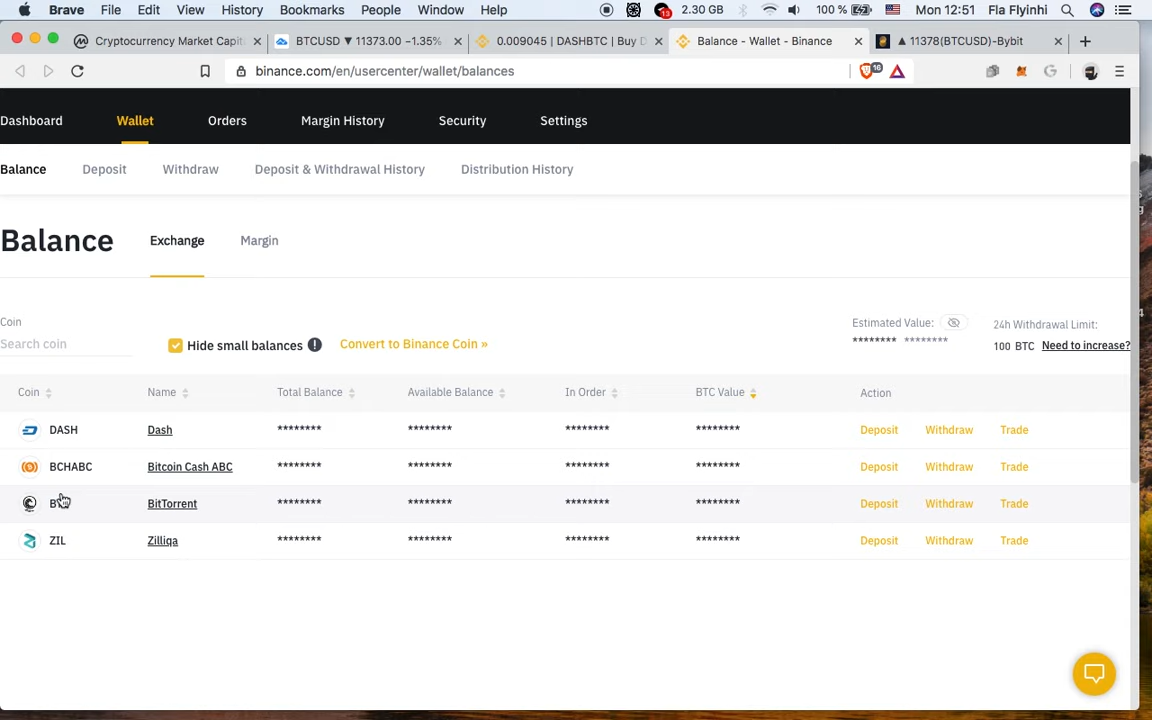 Brave File Edit View History Bookmarks People Window Help 13 2.30 GB 100 % Mon 12:51 Fla Flyinhi
Cryptocurrency Market Capit BTCUSD ▼ 11373.00 −1.35% 0.009045 | DASHBTC | Buy D Balance - Wallet - Binance ▲ 11378(BTCUSD)-Bybit
binance.com/en/usercenter/wallet/balances 16
Dashboard Wallet Orders Margin History Security Settings
Balance Deposit Withdraw Deposit & Withdrawal History Distribution History
Balance Exchange Margin
Coin Estimated Value: 24h Withdrawal Limit:
Search coin Hide small balances Convert to Binance Coin » ******** ******** 100 BTC Need to increase?
Coin Name Total Balance Available Balance In Order BTC Value Action
DASH Dash ******** ******** ******** ******** Deposit Withdraw Trade
BCHABC Bitcoin Cash ABC ******** ******** ******** ******** Deposit Withdraw Trade
BitTorrent ******** ******** ******** ******** Deposit Withdraw Trade
ZIL Zilliqa ******** ******** ******** ******** Deposit Withdraw Trade